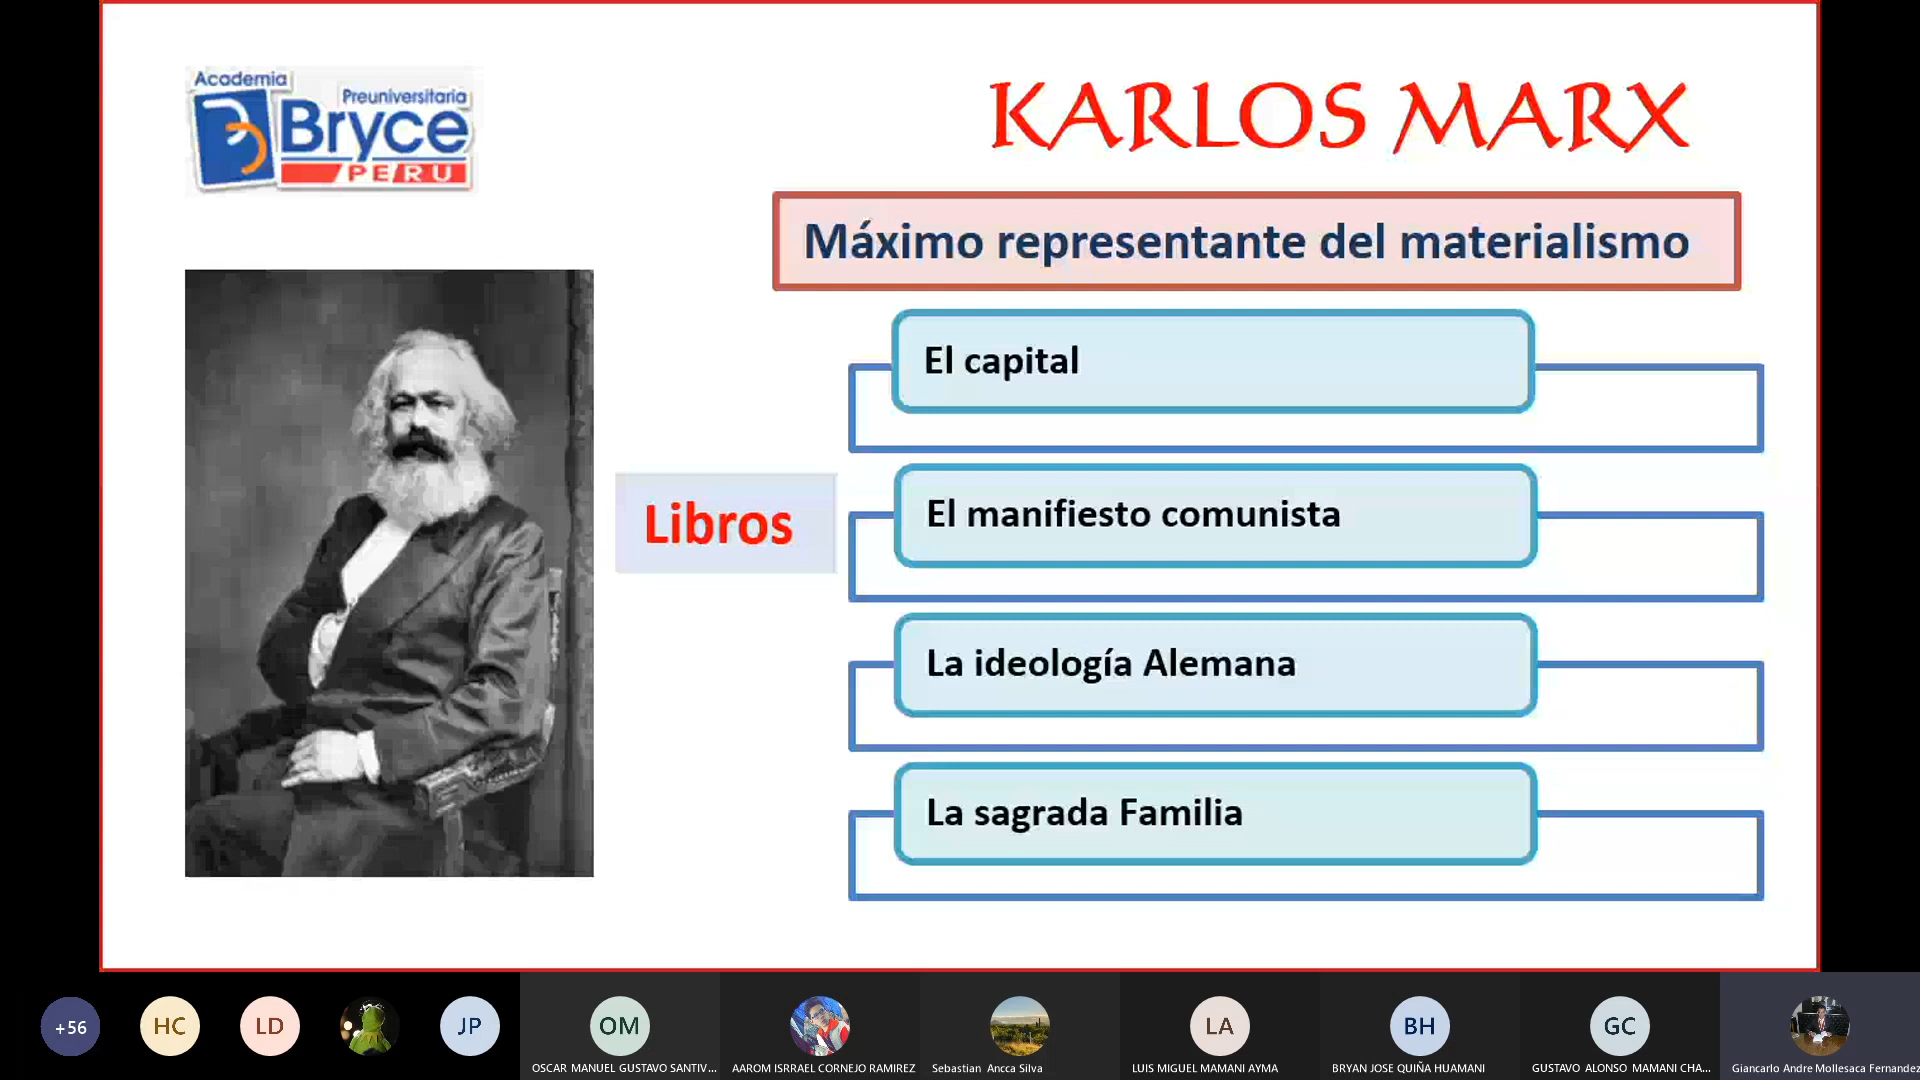 Academia
Preuniversitaria
Bryce
PERU
KARLOS MARX
Máximo representante del materialismo
El capital
El manifiesto comunista
Libros
La ideología Alemana
La sagrada Familia
+56
HC
LD
JP
OM
LA
BH
GC
OSCAR MANUEL GUSTAVO SANTIV...
AAROM ISRRAEL CORNEJO RAMIREZ
Sebastian Ancca Silva
LUIS MIGUEL MAMANI AYMA
BRYAN JOSE QUIÑA HUAMANI
GUSTAVO ALONSO MAMANI CHA...
Giancarlo Andre Mollesaca Fernandez